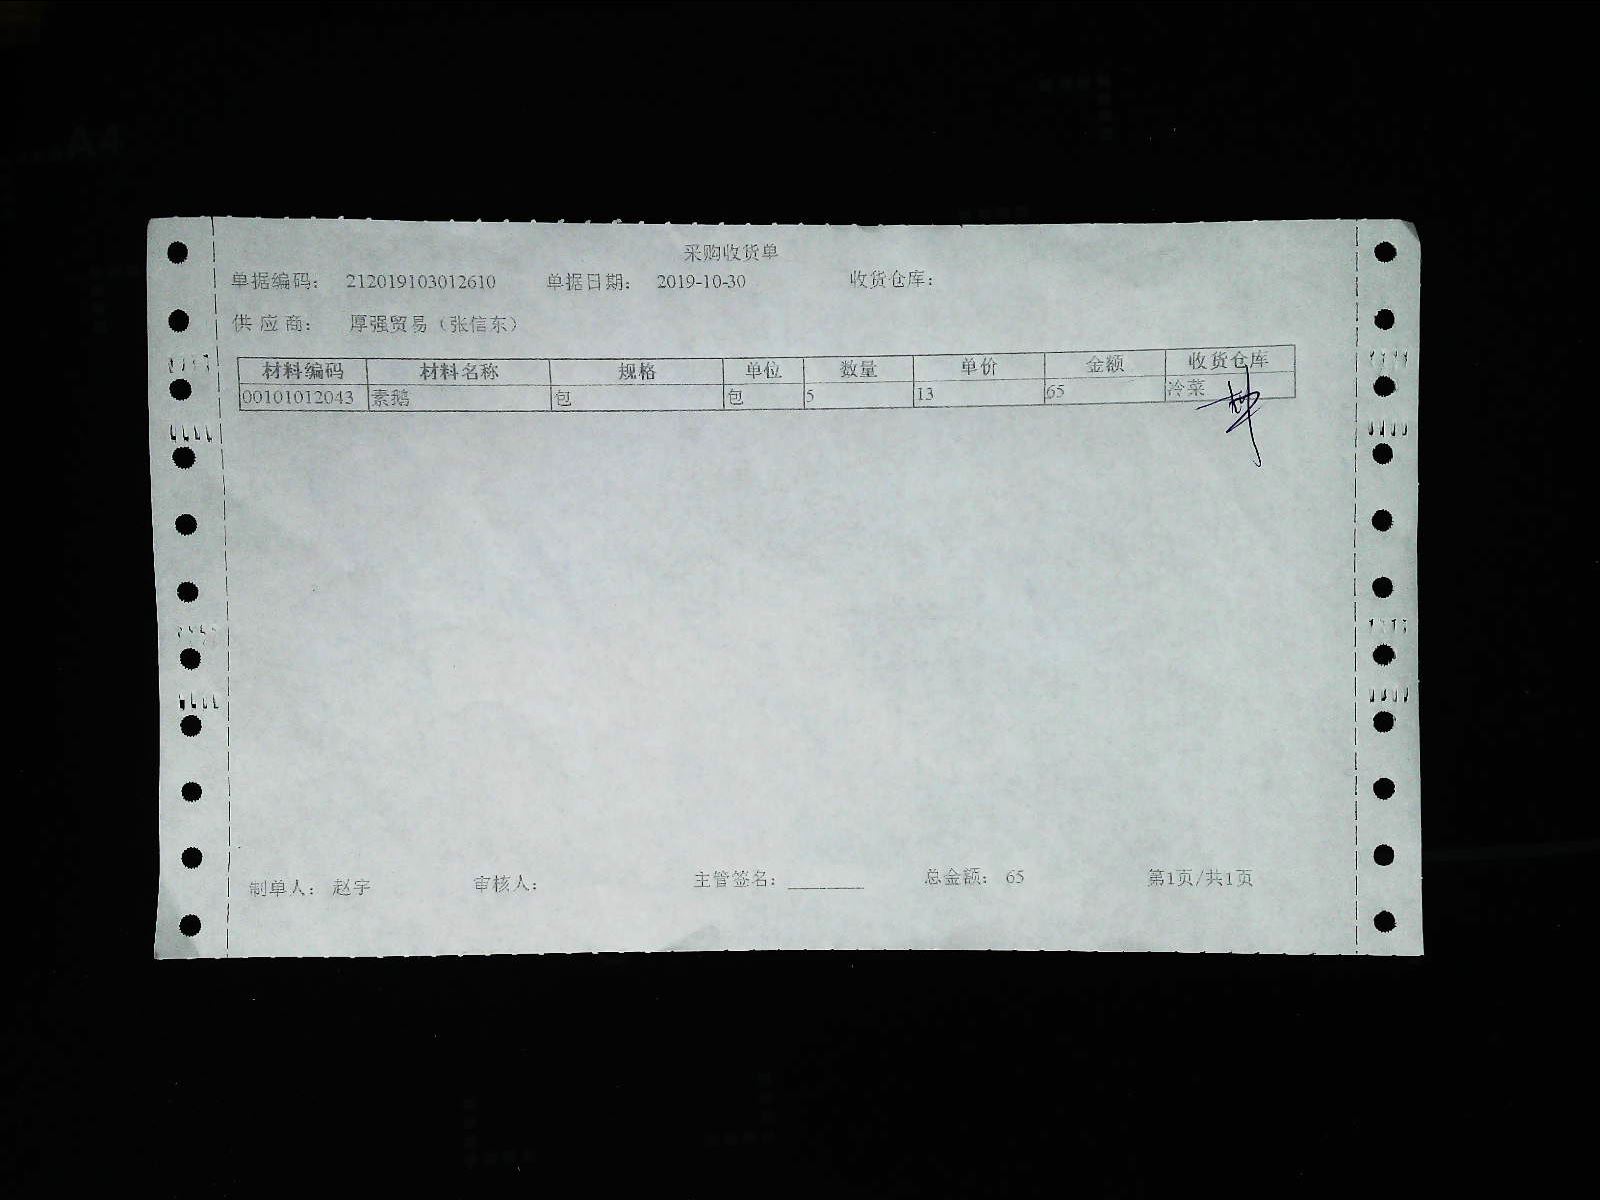 采购收货单
单据编码： 212019103012610 单据日期： 2019-10-30 收货仓库：
供 应 商： 厚强贸易（张信东）
材料编码 材料名称 规格 单位 数量 单价 金额 收货仓库
00101012043 素鹅 包 包 5 13 65 冷菜
制单人： 赵宇 审核人： 主管签名： ________ 总金额： 65 第1页/共1页